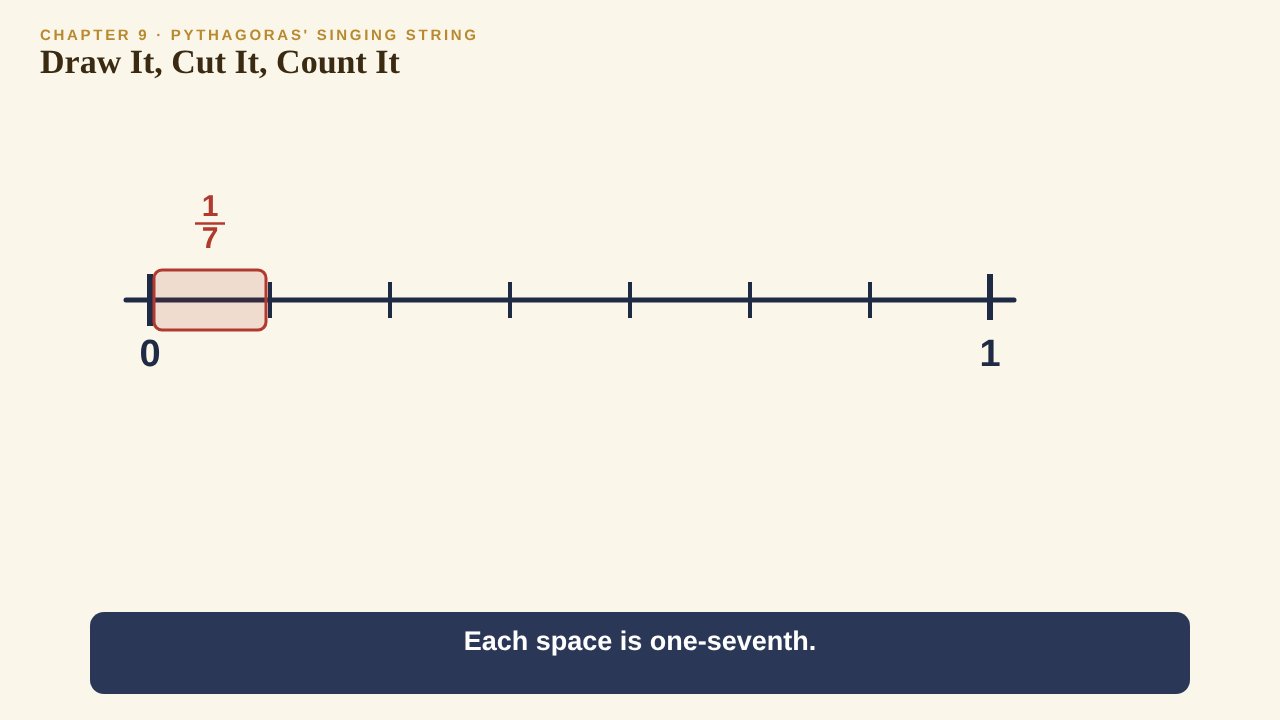 CHAPTER 9 · PYTHAGORAS' SINGING STRING
Draw It, Cut It, Count It
1
7
0
1
Each space is one-seventh.